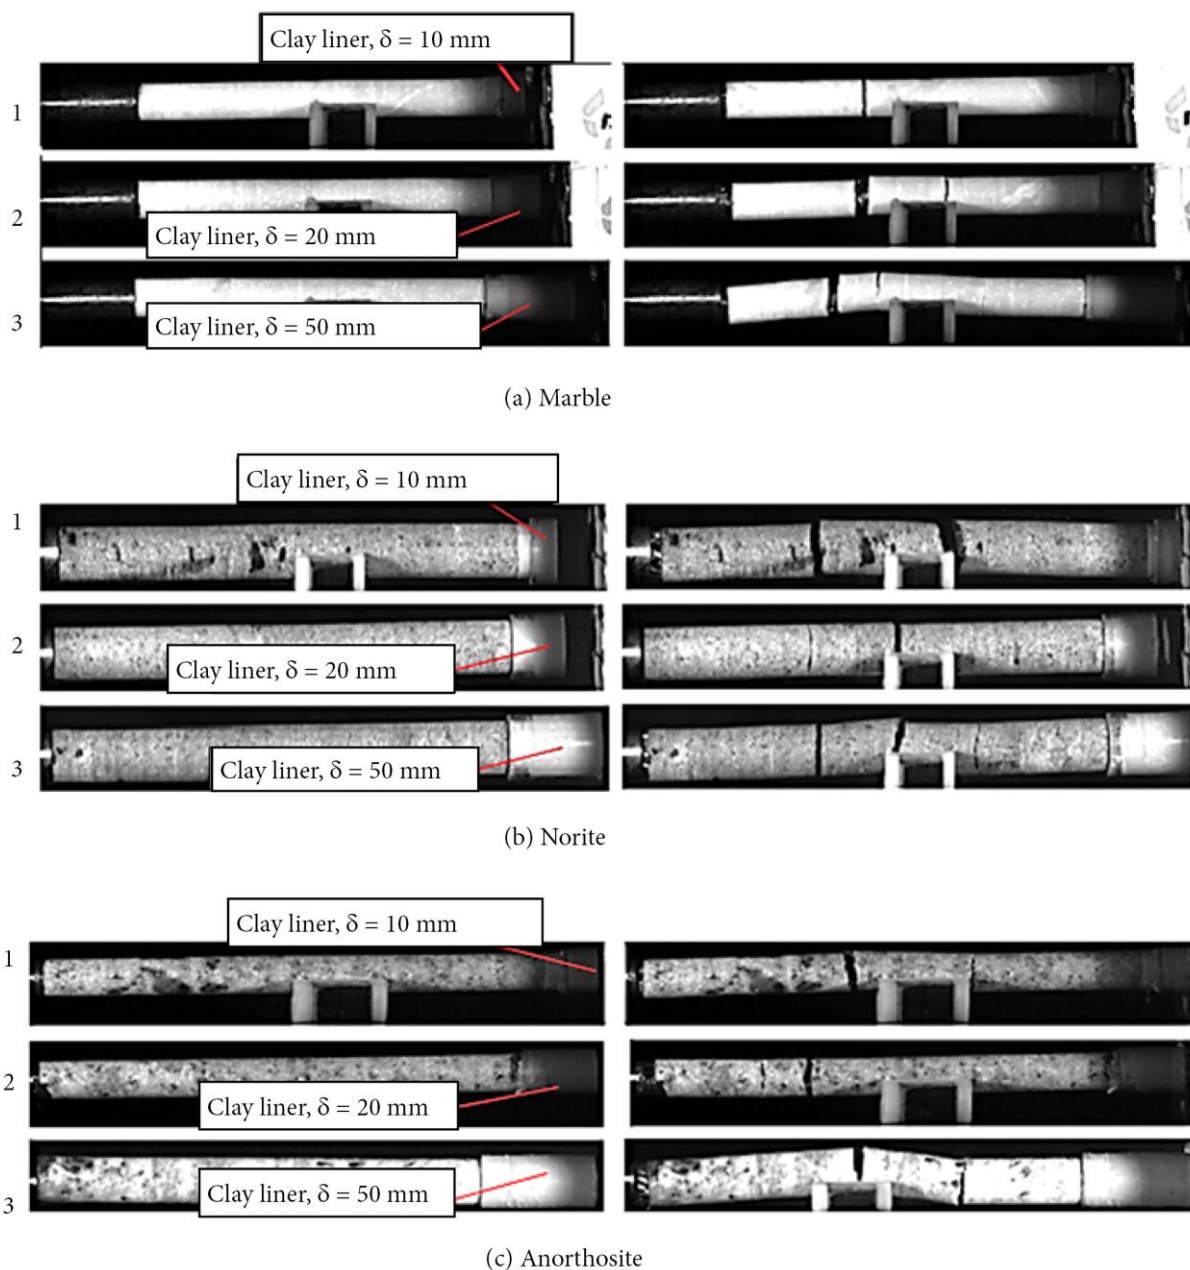 Clay liner, δ = 10 mm
1
2
Clay liner, δ = 20 mm
3
Clay liner, δ = 50 mm
(a) Marble
Clay liner, δ = 10 mm
1
2
Clay liner, δ = 20 mm
3
Clay liner, δ = 50 mm
(b) Norite
Clay liner, δ = 10 mm
1
2
Clay liner, δ = 20 mm
3
Clay liner, δ = 50 mm
(c) Anorthosite